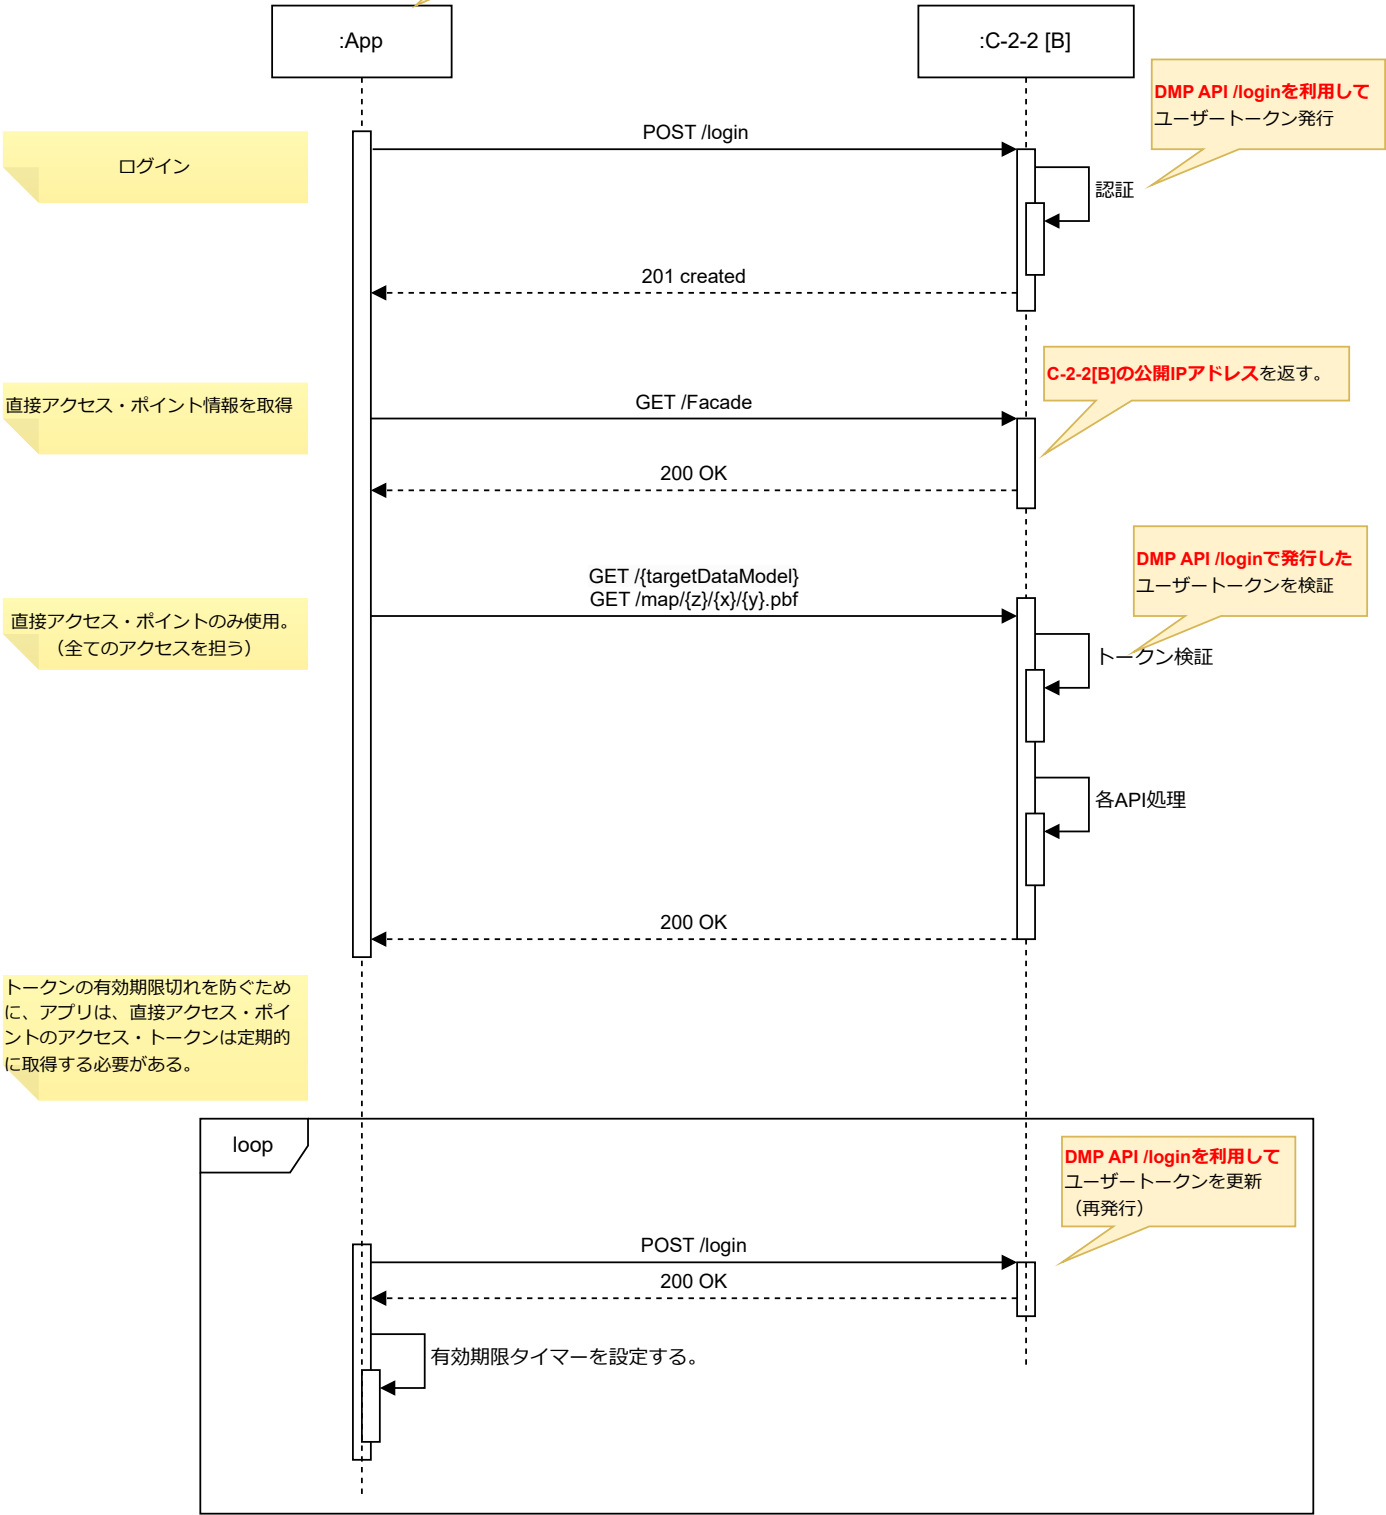 :App
:C-2-2 [B]
DMP API /loginを利用して
ユーザートークン発行
POST /login
ログイン
認証
201 created
C-2-2[B]の公開IPアドレスを返す。
直接アクセス・ポイント情報を取得
GET /Facade
200 OK
DMP API /loginで発行した
ユーザートークンを検証
GET /{targetDataModel}
GET /map/{z}/{x}/{y}.pbf
直接アクセス・ポイントのみ使用。
（全てのアクセスを担う）
トークン検証
各API処理
200 OK
トークンの有効期限切れを防ぐため
に、アプリは、直接アクセス・ポイ
ントのアクセス・トークンは定期的
に取得する必要がある。
loop
DMP API /loginを利用して
ユーザートークンを更新
（再発行）
POST /login
200 OK
有効期限タイマーを設定する。